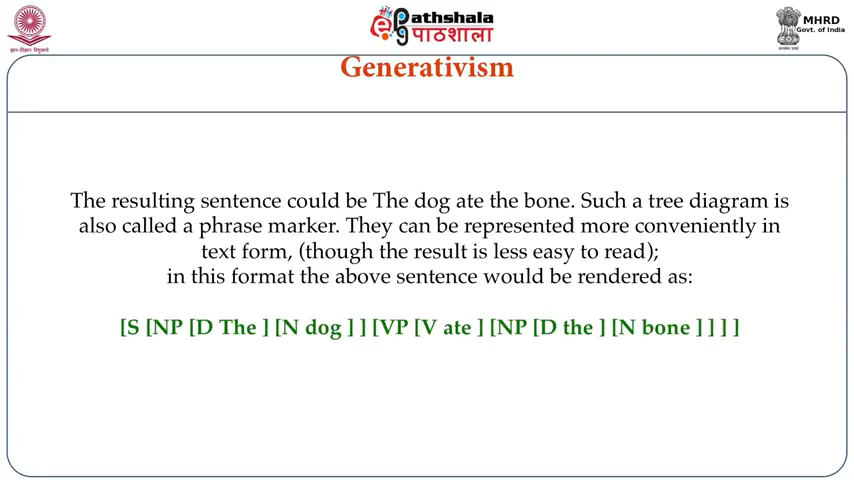 ePathshala
पाठशाला
MHRD
Govt. of India
Generativism
The resulting sentence could be The dog ate the bone. Such a tree diagram is
also called a phrase marker. They can be represented more conveniently in
text form, (though the result is less easy to read);
in this format the above sentence would be rendered as:
[S [NP [D The ] [N dog ] ] [VP [V ate ] [NP [D the ] [N bone ] ] ] ]